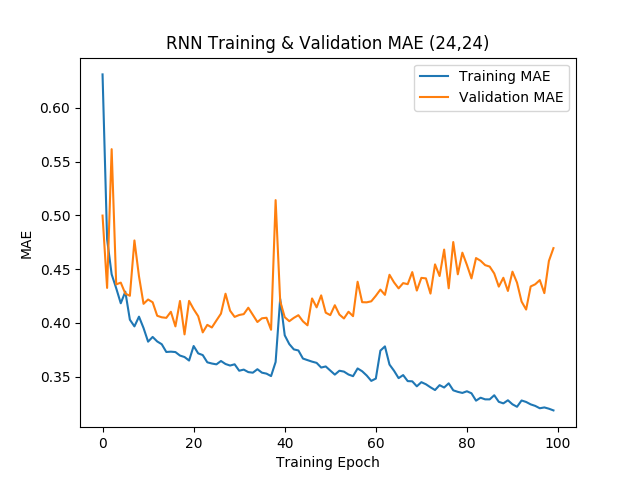 RNN Training & Validation MAE (24,24)
Training MAE
Validation MAE
0.60
0.55
0.50
0.45
0.40
0.35
MAE
0 20 40 60 80 100
Training Epoch